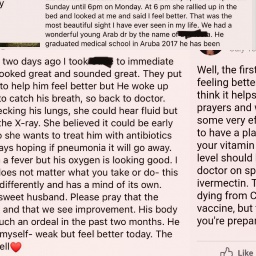 Sunday until 6pm on Monday. At 6 pm she rallied up in the
bed and looked at me and said I feel better. That was the
most beautiful sight I have ever seen in my life. We had a
wonderful young Arab dr by the name of
graduated medical school in Aruba 2017 he has been
two days ago I took to immediate
ooked great and sounded great. They put
to help him feel better but He woke up
to catch his breath, so back to doctor.
ecking his lungs, she could hear fluid but
the X-ray. She believed it could be early
o she wants to treat him with antibiotics
ays hoping if pneumonia it will go away.
a fever but his oxygen is looking good. I
oes not matter what you take or do- this
differently and has a mind of its own.
sweet husband. Please pray that the
and that we see improvement. His body
uch an ordeal in the past two months. He
myself- weak but feel better today. The
ell❤️
Well, the first
feeling better
think it helps
prayers and v
some very ef
to have a pla
your vitamin
level should
doctor on sp
ivermectin. T
dying from C
vaccine, but
you're prepar
Like